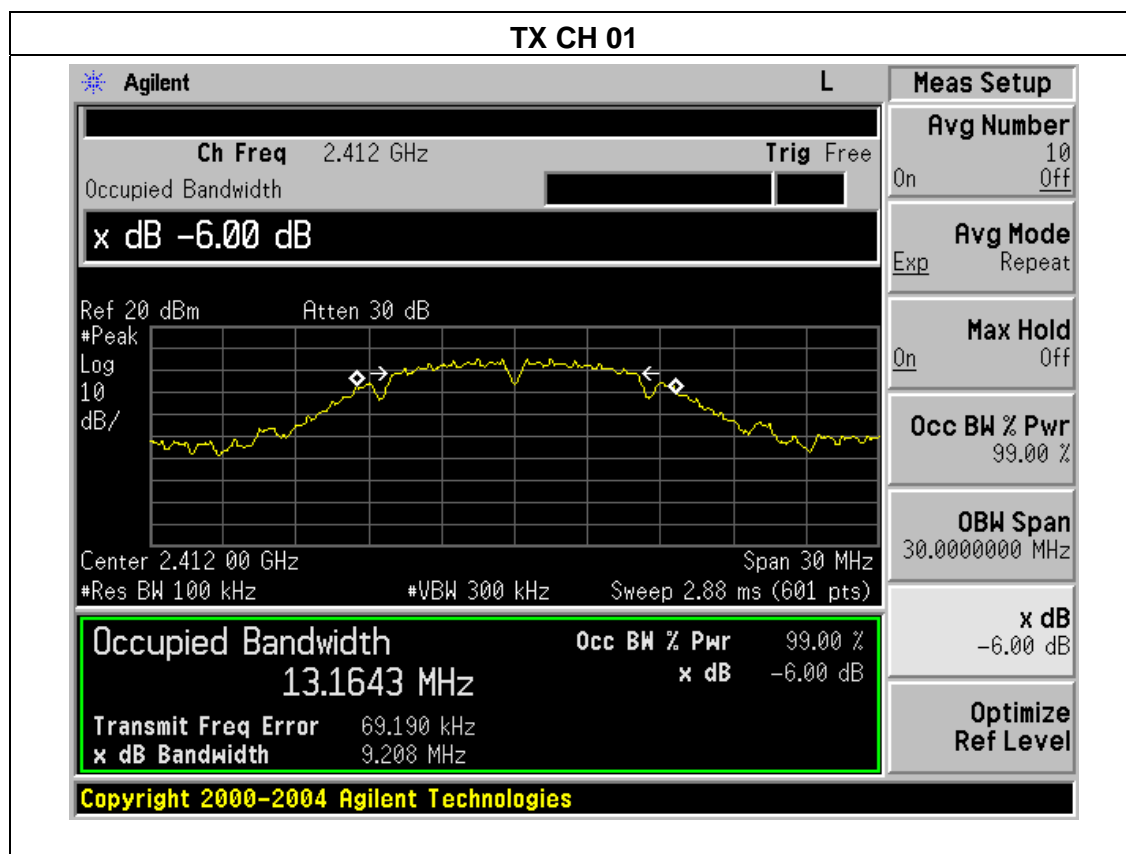 TX CH 01
Agilent L
Ch Freq 2.412 GHz Trig Free
Occupied Bandwidth
x dB -6.00 dB
Ref 20 dBm Atten 30 dB
#Peak
Log
10
dB/
Center 2.412 00 GHz Span 30 MHz
#Res BW 100 kHz #VBW 300 kHz Sweep 2.88 ms (601 pts)
Occupied Bandwidth Occ BW % Pwr 99.00 %
13.1643 MHz x dB -6.00 dB
Transmit Freq Error 69.190 kHz
x dB Bandwidth 9.208 MHz
Copyright 2000-2004 Agilent Technologies
Meas Setup
Avg Number
10
On Off
Avg Mode
Exp Repeat
Max Hold
On Off
Occ BW % Pwr
99.00 %
OBW Span
30.0000000 MHz
x dB
-6.00 dB
Optimize
Ref Level